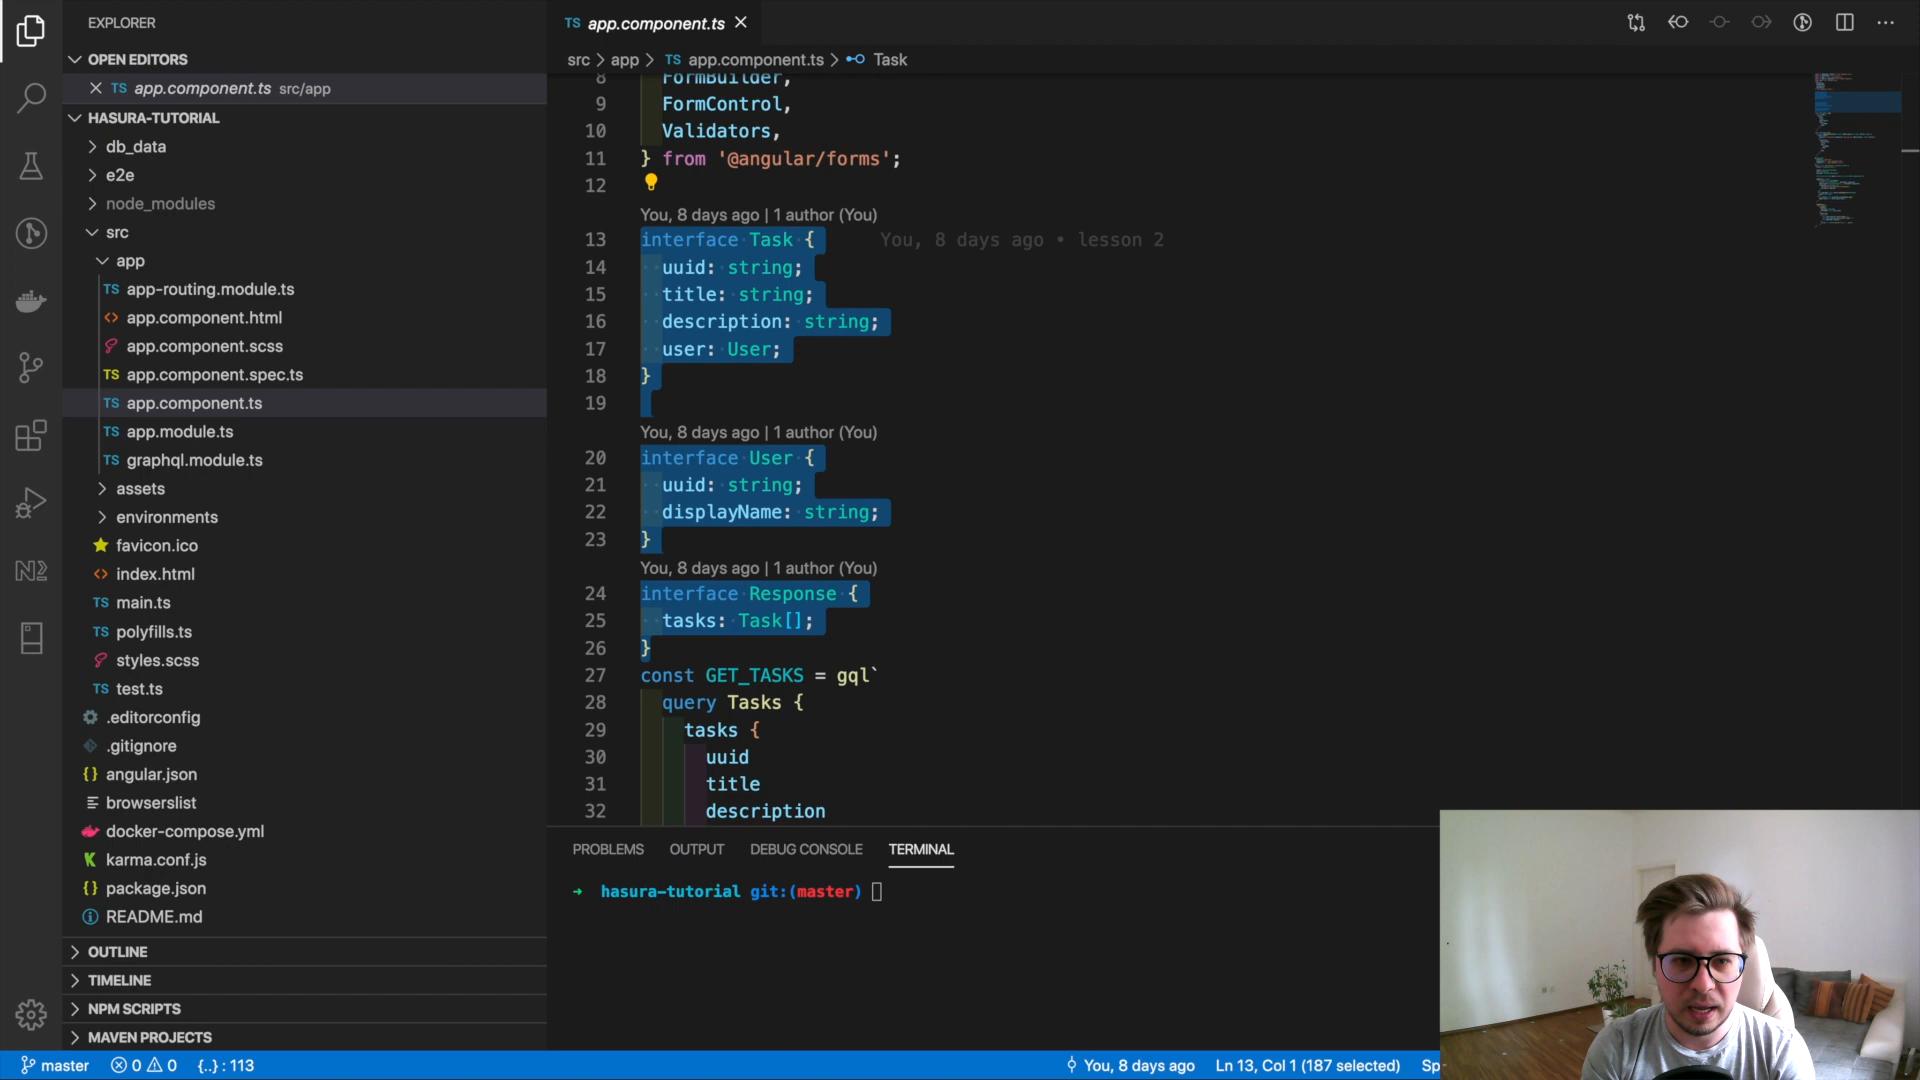 EXPLORER
OPEN EDITORS
TS app.component.ts src/app
HASURA-TUTORIAL
db_data
e2e
node_modules
src
app
TS app-routing.module.ts
<> app.component.html
app.component.scss
TS app.component.spec.ts
TS app.component.ts
TS app.module.ts
TS graphql.module.ts
assets
environments
favicon.ico
<> index.html
TS main.ts
TS polyfills.ts
styles.scss
TS test.ts
.editorconfig
.gitignore
{} angular.json
browserslist
docker-compose.yml
karma.conf.js
{} package.json
README.md
OUTLINE
TIMELINE
NPM SCRIPTS
MAVEN PROJECTS
TS app.component.ts
src > app > TS app.component.ts > Task
8 FormBuilder,
9 FormControl,
10 Validators,
11 } from '@angular/forms';
12
You, 8 days ago | 1 author (You)
13 interface Task { You, 8 days ago • lesson 2
14 uuid: string;
15 title: string;
16 description: string;
17 user: User;
18 }
19
You, 8 days ago | 1 author (You)
20 interface User {
21 uuid: string;
22 displayName: string;
23 }
You, 8 days ago | 1 author (You)
24 interface Response {
25 tasks: Task[];
26 }
27 const GET_TASKS = gql`
28 query Tasks {
29 tasks {
30 uuid
31 title
32 description
PROBLEMS OUTPUT DEBUG CONSOLE TERMINAL
→ hasura-tutorial git:(master)
master 0 0 {..} : 113 You, 8 days ago Ln 13, Col 1 (187 selected) Sp